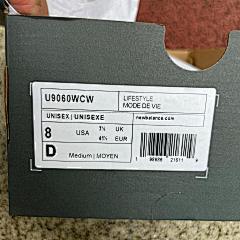 U9060WCW
LIFESTYLE
MODE DE VIE
UNISEX | UNISEXE
newbalance.com
8 USA 7½ UK
41½ EUR
D Medium | MOYEN